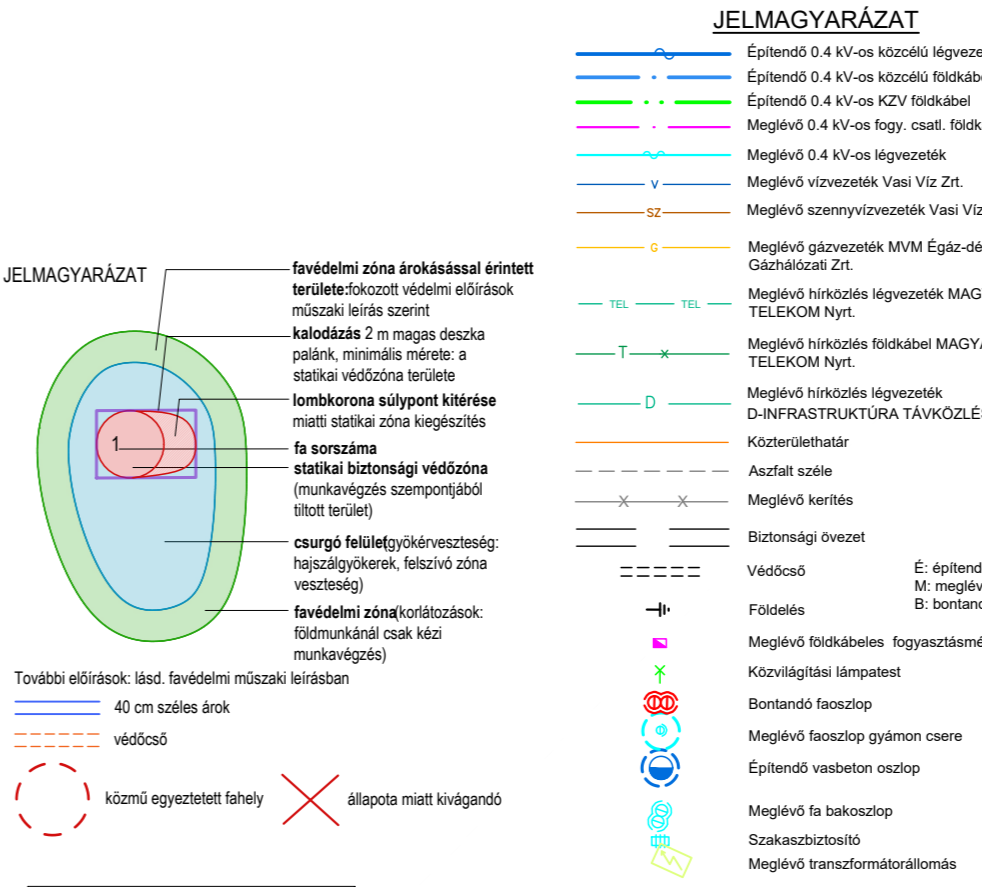 JELMAGYARÁZAT
favédelmi zóna árokásással érintett
területe:fokozott védelmi előírások
műszaki leírás szerint
kalodázás 2 m magas deszka
palánk, minimális mérete: a
statikai védőzóna területe
lombkorona súlypont kitérése
miatti statikai zóna kiegészítés
1
fa sorszáma
statikai biztonsági védőzóna
(munkavégzés szempontjából
tiltott terület)
csurgó felület(gyökérveszteség:
hajszálgyökerek, felszívó zóna
veszteség)
favédelmi zóna(korlátozások:
földmunkánál csak kézi
munkavégzés)
További előírások: lásd. favédelmi műszaki leírásban
40 cm széles árok
védőcső
közmű egyeztetett fahely
állapota miatt kivágandó
JELMAGYARÁZAT
Építendő 0.4 kV-os közcélú légveze
Építendő 0.4 kV-os közcélú földkábe
Építendő 0.4 kV-os KZV földkábel
Meglévő 0.4 kV-os fogy. csatl. földk
Meglévő 0.4 kV-os légvezeték
V Meglévő vízvezeték Vasi Víz Zrt.
SZ Meglévő szennyvízvezeték Vasi Víz
G Meglévő gázvezeték MVM Égáz-dé
Gázhálózati Zrt.
TEL TEL Meglévő hírközlés légvezeték MAG
TELEKOM Nyrt.
T Meglévő hírközlés földkábel MAGYA
TELEKOM Nyrt.
D Meglévő hírközlés légvezeték
D-INFRASTRUKTÚRA TÁVKÖZLÉS
Közterülethatár
Aszfalt széle
X X Meglévő kerítés
Biztonsági övezet
Védőcső É: építend
M: meglév
Földelés B: bontand
Meglévő földkábeles fogyasztásmé
Közvilágítási lámpatest
Bontandó faoszlop
Meglévő faoszlop gyámon csere
Építendő vasbeton oszlop
Meglévő fa bakoszlop
Szakaszbiztosító
Meglévő transzformátorállomás